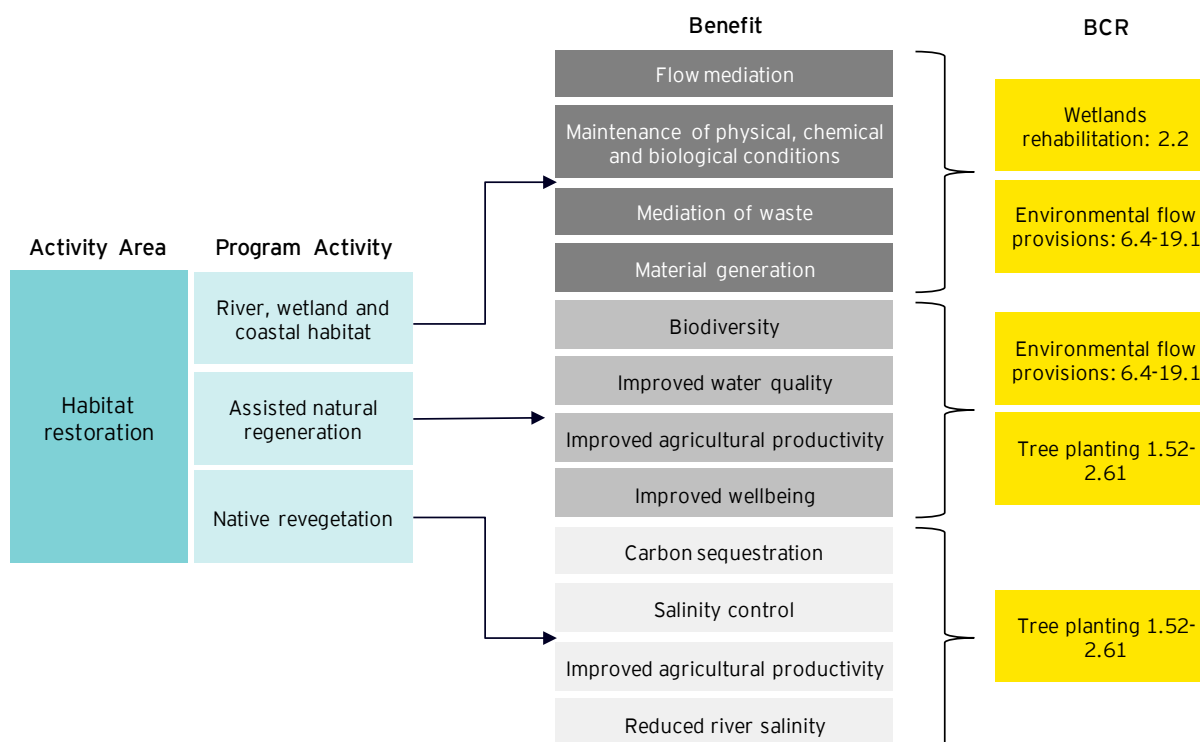 Benefit
BCR
Flow mediation
Maintenance of physical, chemical
and biological conditions
Mediation of waste
Material generation
Wetlands
rehabilitation: 2.2
Environmental flow
provisions: 6.4-19.1
Activity Area
Program Activity
Habitat
restoration
River, wetland and
coastal habitat
Assisted natural
regeneration
Native revegetation
Biodiversity
Improved water quality
Improved agricultural productivity
Improved wellbeing
Environmental flow
provisions: 6.4-19.1
Tree planting 1.52-
2.61
Carbon sequestration
Salinity control
Improved agricultural productivity
Reduced river salinity
Tree planting 1.52-
2.61